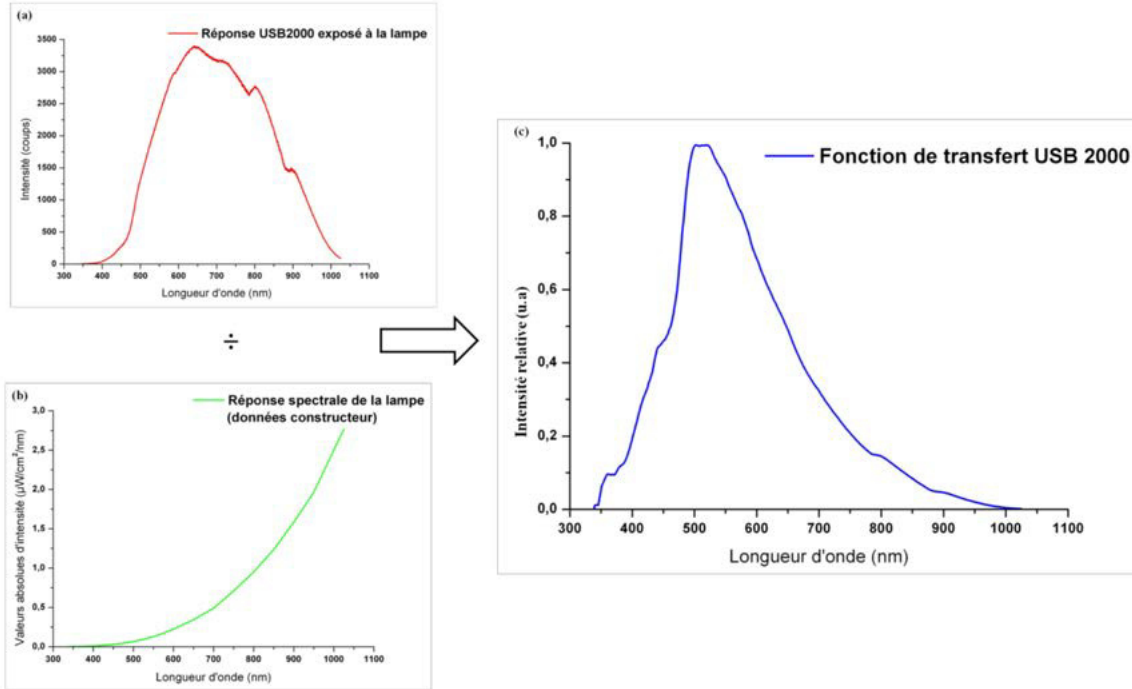 (a)
Réponse USB2000 exposé à la lampe
3500
3000
2500
2000
1500
1000
500
0
Intensité (coups)
300 400 500 600 700 800 900 1000 1100
Longueur d'onde (nm)
÷
(b)
Réponse spectrale de la lampe
(données constructeur)
3,0
2,5
2,0
1,5
1,0
0,5
0,0
Valeurs absolues d'intensité (µW/cm²/nm)
300 400 500 600 700 800 900 1000 1100
Longueur d'onde (nm)
(c)
Fonction de transfert USB 2000
1,0
0,8
0,6
0,4
0,2
0,0
Intensité relative (u.a)
300 400 500 600 700 800 900 1000 1100
Longueur d'onde (nm)